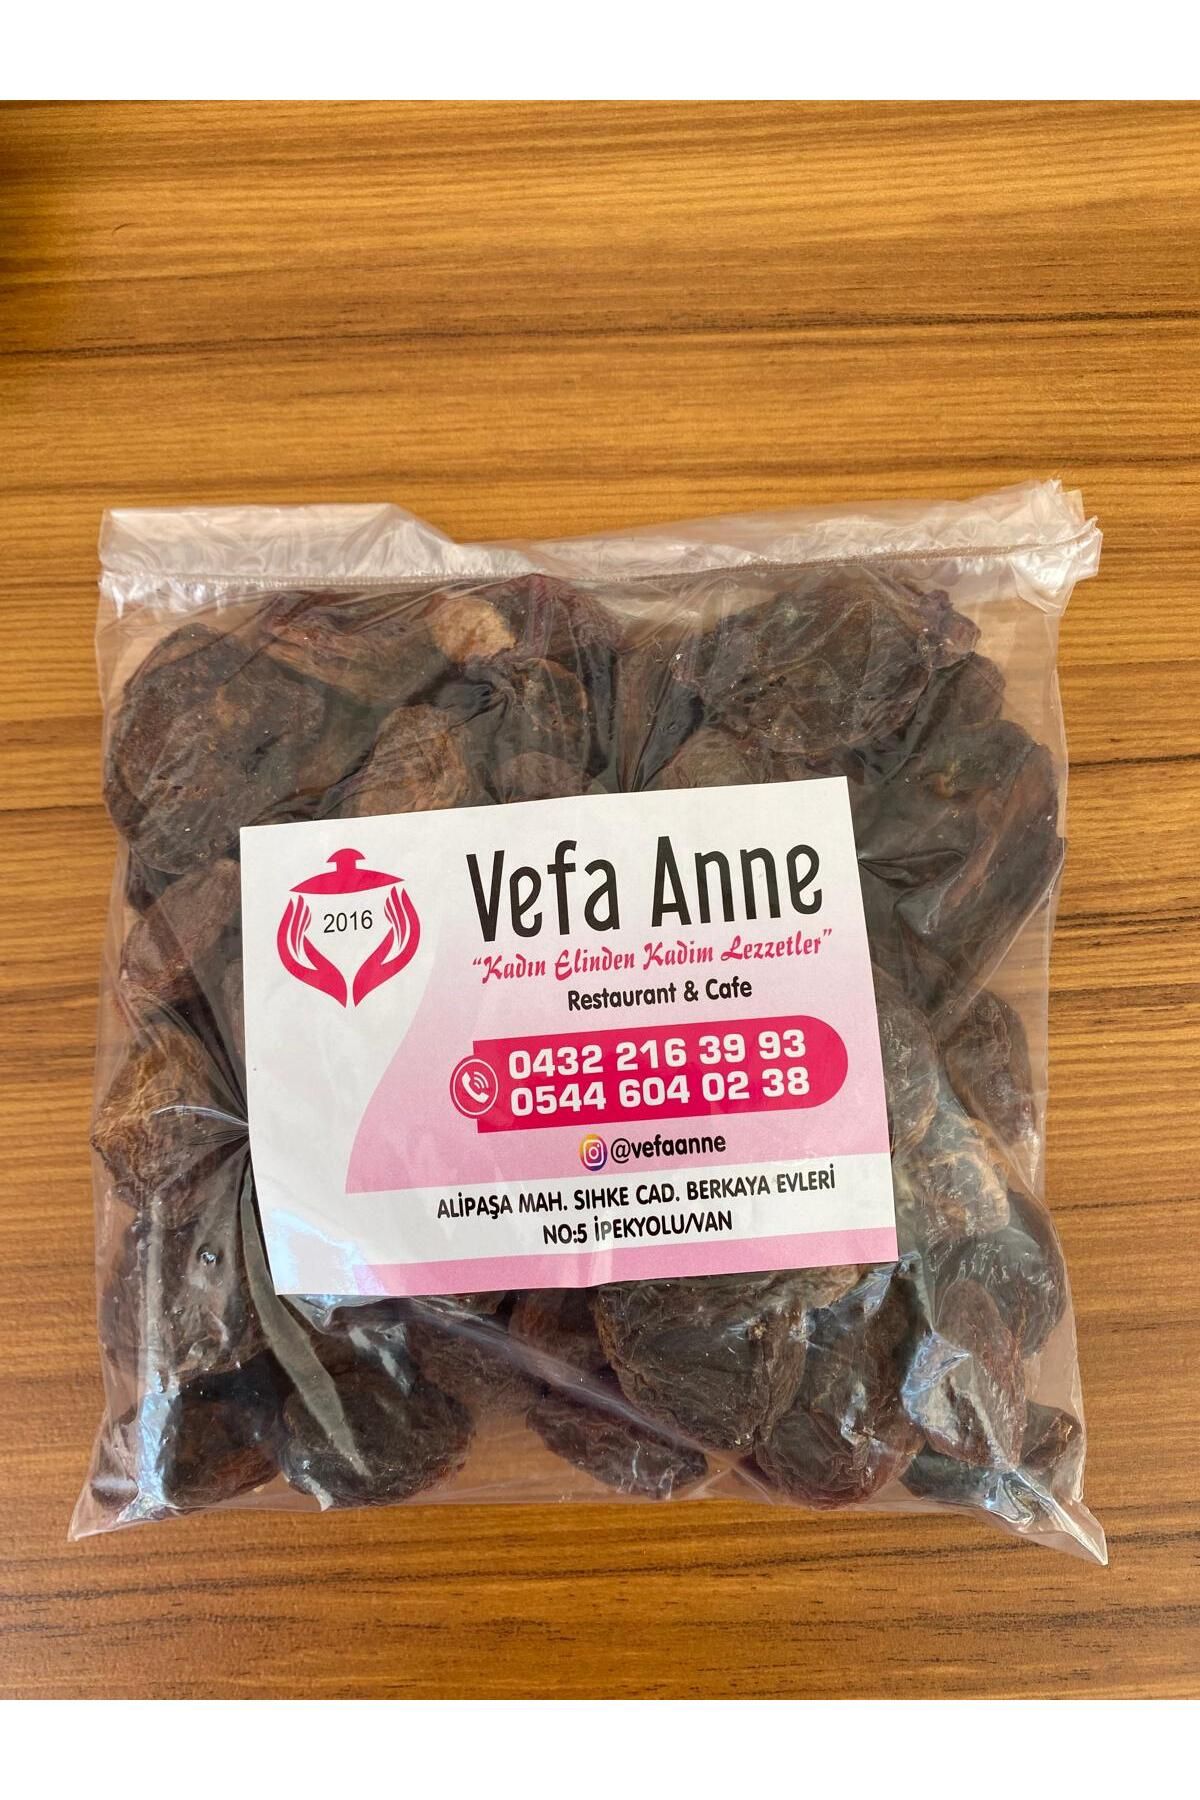 2016
Vefa Anne
"Kadın Elinden Kadim Lezzetler"
Restaurant & Cafe
0432 216 39 93
0544 604 02 38
@vefaanne
ALİPAŞA MAH. SIHKE CAD. BERKAYA EVLERİ
NO:5 İPEKYOLU/VAN